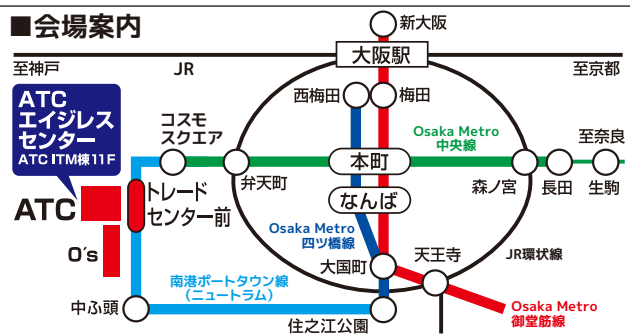 ■会場案内
新大阪
大阪駅
至神戸
JR
至京都
ATC
エイジレス
センター
ATC ITM棟11F
西梅田
梅田
コスモ
スクエア
Osaka Metro
中央線
至奈良
本町
弁天町
森ノ宮
長田
生駒
トレード
センター前
なんば
ATC
O's
Osaka Metro
四ツ橋線
天王寺
JR環状線
大国町
南港ポートタウン線
(ニュートラム)
中ふ頭
住之江公園
Osaka Metro
御堂筋線